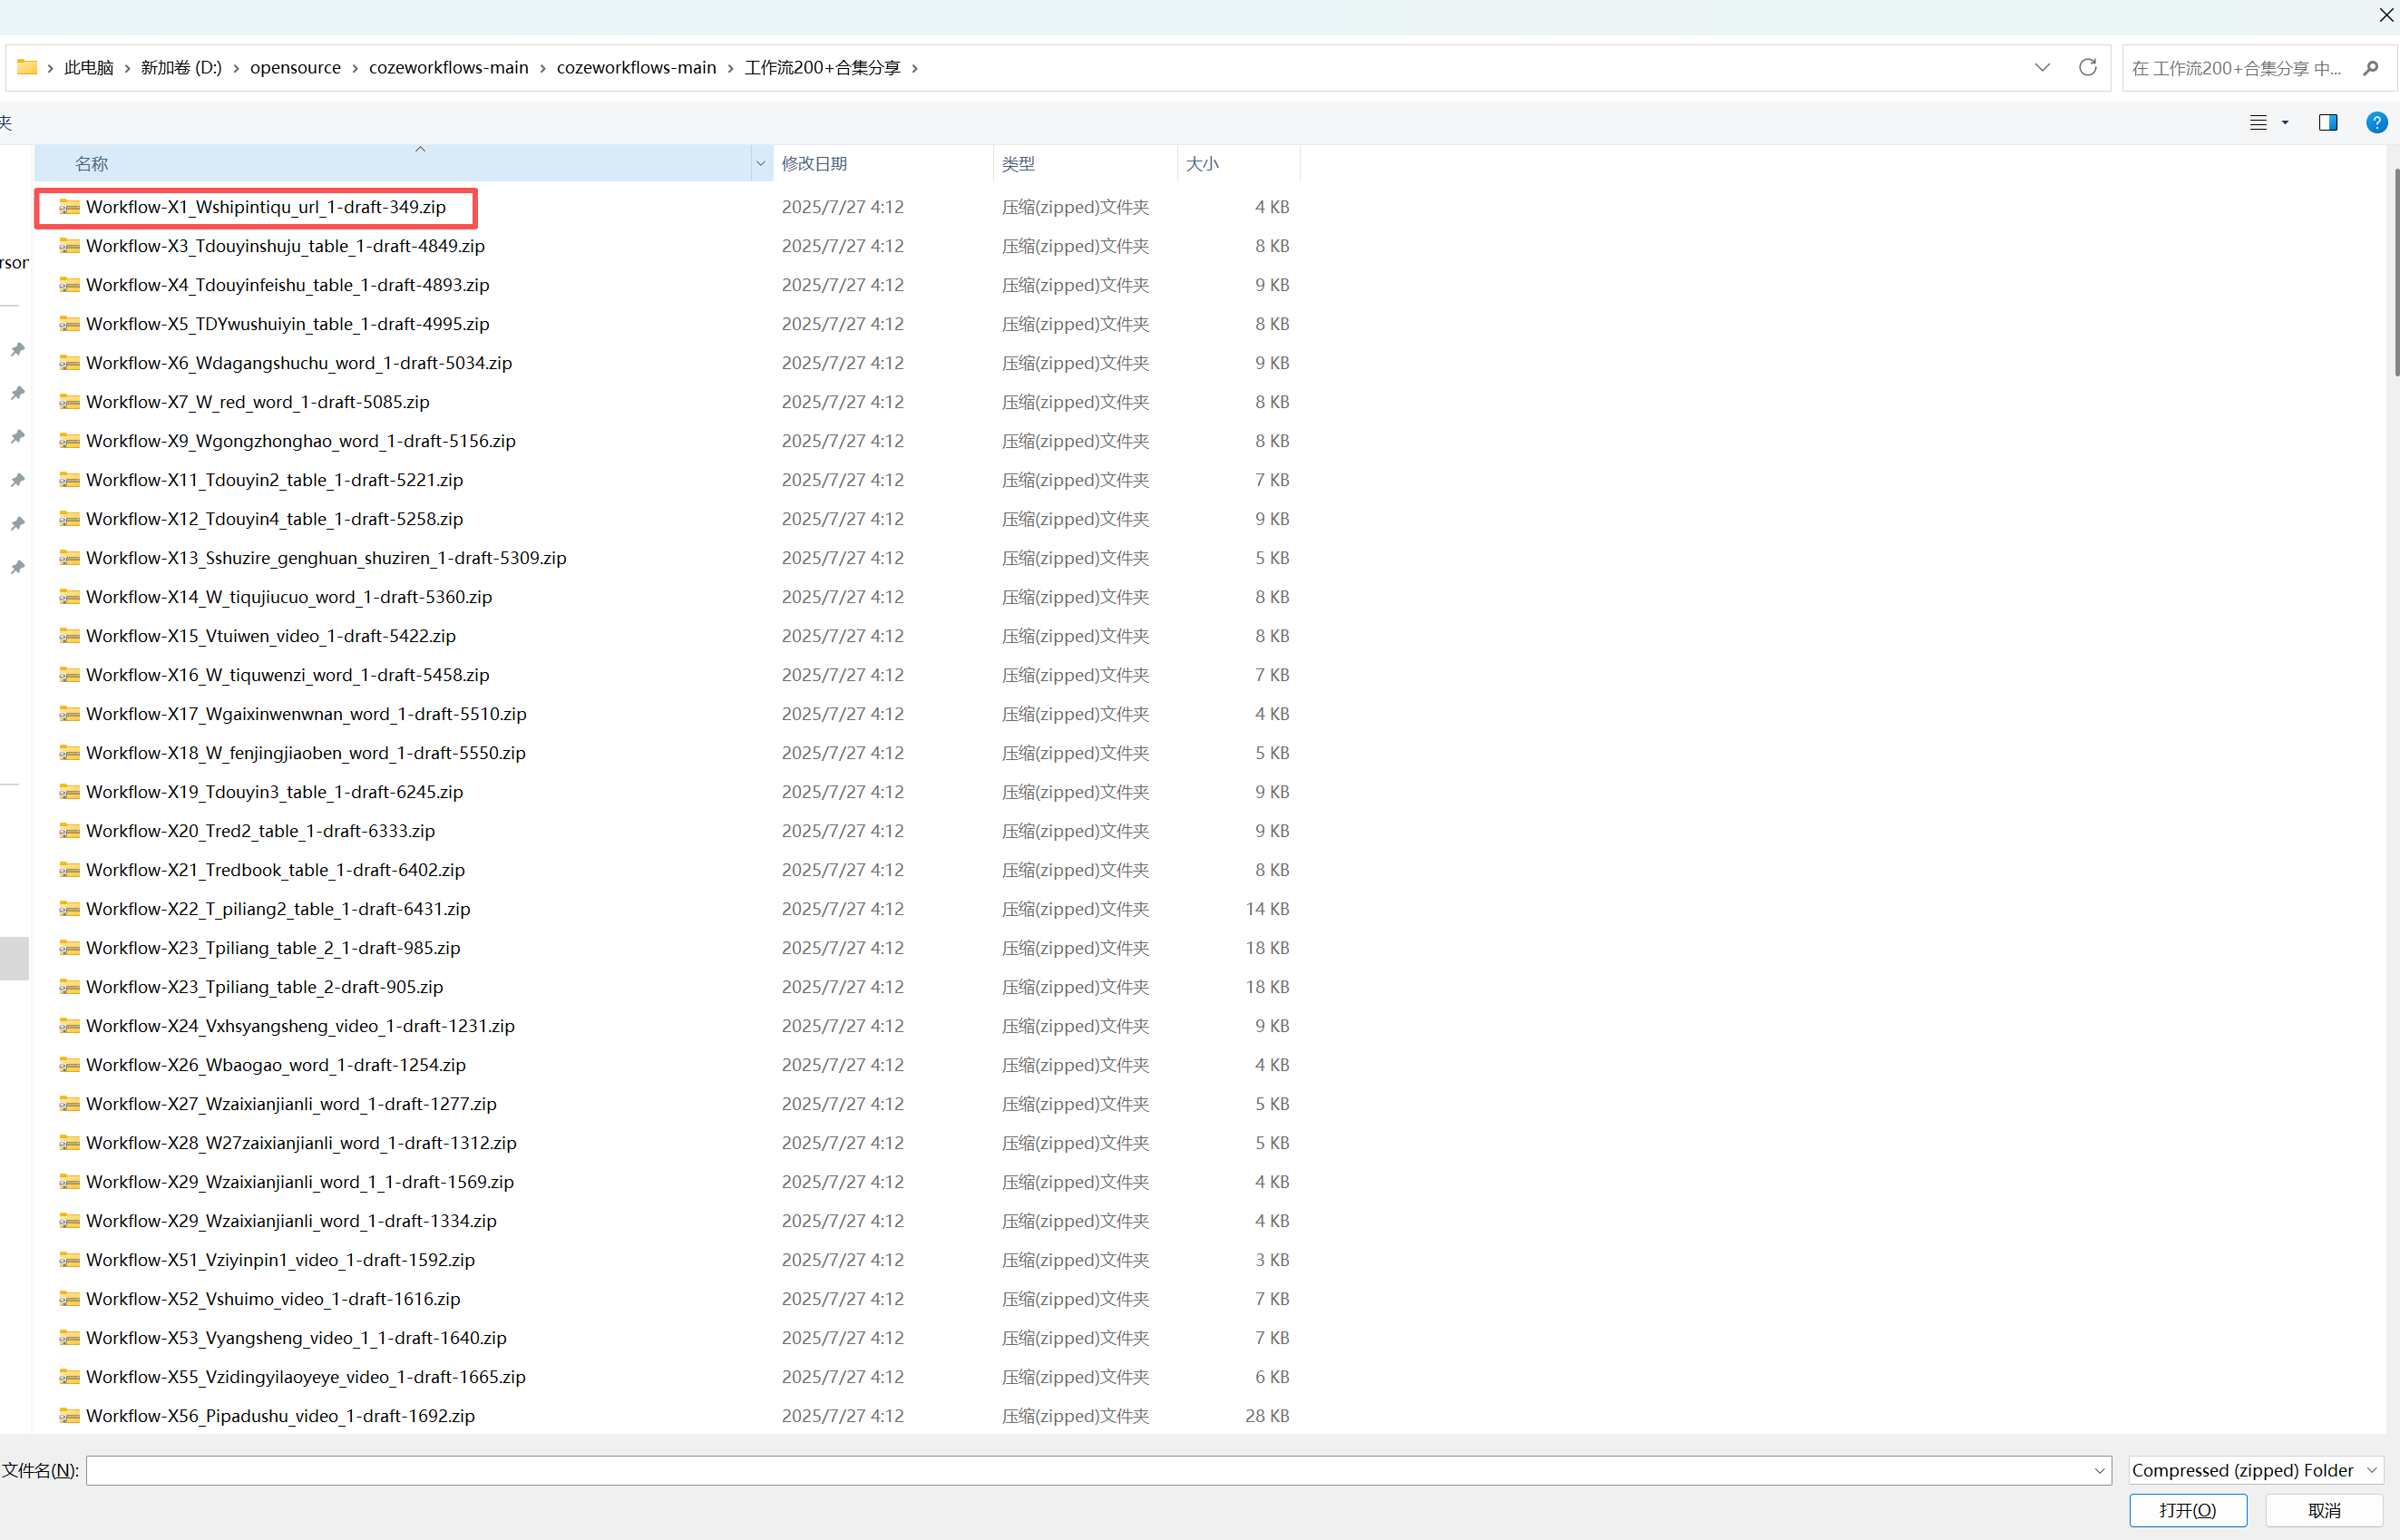 此电脑 › 新加卷 (D:) › opensource › cozeworkflows-main › cozeworkflows-main › 工作流200+合集分享 ›
在 工作流200+合集分享 中...
夹
名称 修改日期 类型 大小
Workflow-X1_Wshipintiqu_url_1-draft-349.zip 2025/7/27 4:12 压缩(zipped)文件夹 4 KB
Workflow-X3_Tdouyinshuju_table_1-draft-4849.zip 2025/7/27 4:12 压缩(zipped)文件夹 8 KB
rson
Workflow-X4_Tdouyinfeishu_table_1-draft-4893.zip 2025/7/27 4:12 压缩(zipped)文件夹 9 KB
Workflow-X5_TDYwushuiyin_table_1-draft-4995.zip 2025/7/27 4:12 压缩(zipped)文件夹 8 KB
Workflow-X6_Wdagangshuchu_word_1-draft-5034.zip 2025/7/27 4:12 压缩(zipped)文件夹 9 KB
Workflow-X7_W_red_word_1-draft-5085.zip 2025/7/27 4:12 压缩(zipped)文件夹 8 KB
Workflow-X9_Wgongzhonghao_word_1-draft-5156.zip 2025/7/27 4:12 压缩(zipped)文件夹 8 KB
Workflow-X11_Tdouyin2_table_1-draft-5221.zip 2025/7/27 4:12 压缩(zipped)文件夹 7 KB
Workflow-X12_Tdouyin4_table_1-draft-5258.zip 2025/7/27 4:12 压缩(zipped)文件夹 9 KB
Workflow-X13_Sshuzire_genghuan_shuziren_1-draft-5309.zip 2025/7/27 4:12 压缩(zipped)文件夹 5 KB
Workflow-X14_W_tiqujiucuo_word_1-draft-5360.zip 2025/7/27 4:12 压缩(zipped)文件夹 8 KB
Workflow-X15_Vtuiwen_video_1-draft-5422.zip 2025/7/27 4:12 压缩(zipped)文件夹 8 KB
Workflow-X16_W_tiquwenzi_word_1-draft-5458.zip 2025/7/27 4:12 压缩(zipped)文件夹 7 KB
Workflow-X17_Wgaixinwenwnan_word_1-draft-5510.zip 2025/7/27 4:12 压缩(zipped)文件夹 4 KB
Workflow-X18_W_fenjingjiaoben_word_1-draft-5550.zip 2025/7/27 4:12 压缩(zipped)文件夹 5 KB
Workflow-X19_Tdouyin3_table_1-draft-6245.zip 2025/7/27 4:12 压缩(zipped)文件夹 9 KB
Workflow-X20_Tred2_table_1-draft-6333.zip 2025/7/27 4:12 压缩(zipped)文件夹 9 KB
Workflow-X21_Tredbook_table_1-draft-6402.zip 2025/7/27 4:12 压缩(zipped)文件夹 8 KB
Workflow-X22_T_piliang2_table_1-draft-6431.zip 2025/7/27 4:12 压缩(zipped)文件夹 14 KB
Workflow-X23_Tpiliang_table_2_1-draft-985.zip 2025/7/27 4:12 压缩(zipped)文件夹 18 KB
Workflow-X23_Tpiliang_table_2-draft-905.zip 2025/7/27 4:12 压缩(zipped)文件夹 18 KB
Workflow-X24_Vxhsyangsheng_video_1-draft-1231.zip 2025/7/27 4:12 压缩(zipped)文件夹 9 KB
Workflow-X26_Wbaogao_word_1-draft-1254.zip 2025/7/27 4:12 压缩(zipped)文件夹 4 KB
Workflow-X27_Wzaixianjianli_word_1-draft-1277.zip 2025/7/27 4:12 压缩(zipped)文件夹 5 KB
Workflow-X28_W27zaixianjianli_word_1-draft-1312.zip 2025/7/27 4:12 压缩(zipped)文件夹 5 KB
Workflow-X29_Wzaixianjianli_word_1_1-draft-1569.zip 2025/7/27 4:12 压缩(zipped)文件夹 4 KB
Workflow-X29_Wzaixianjianli_word_1-draft-1334.zip 2025/7/27 4:12 压缩(zipped)文件夹 4 KB
Workflow-X51_Vziyinpin1_video_1-draft-1592.zip 2025/7/27 4:12 压缩(zipped)文件夹 3 KB
Workflow-X52_Vshuimo_video_1-draft-1616.zip 2025/7/27 4:12 压缩(zipped)文件夹 7 KB
Workflow-X53_Vyangsheng_video_1_1-draft-1640.zip 2025/7/27 4:12 压缩(zipped)文件夹 7 KB
Workflow-X55_Vzidingyilaoyeye_video_1-draft-1665.zip 2025/7/27 4:12 压缩(zipped)文件夹 6 KB
Workflow-X56_Pipadushu_video_1-draft-1692.zip 2025/7/27 4:12 压缩(zipped)文件夹 28 KB
文件名(N): Compressed (zipped) Folder
打开(O) 取消